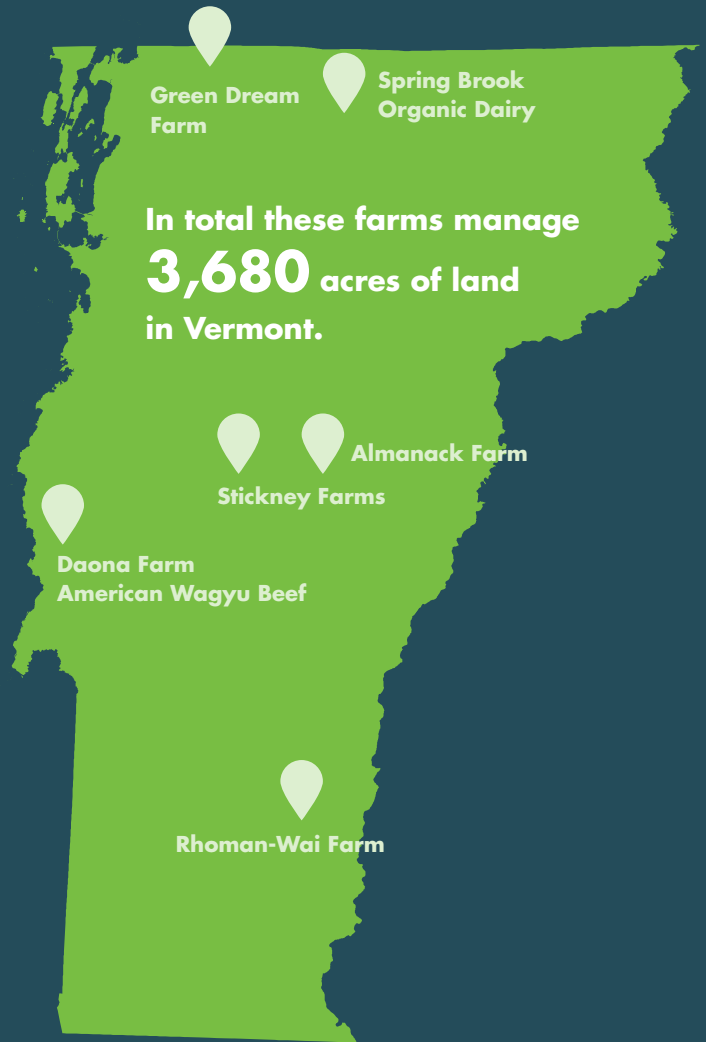 Green Dream
Farm
Spring Brook
Organic Dairy
In total these farms manage
3,680 acres of land
in Vermont.
Almanack Farm
Stickney Farms
Daona Farm
American Wagyu Beef
Rhoman-Wai Farm